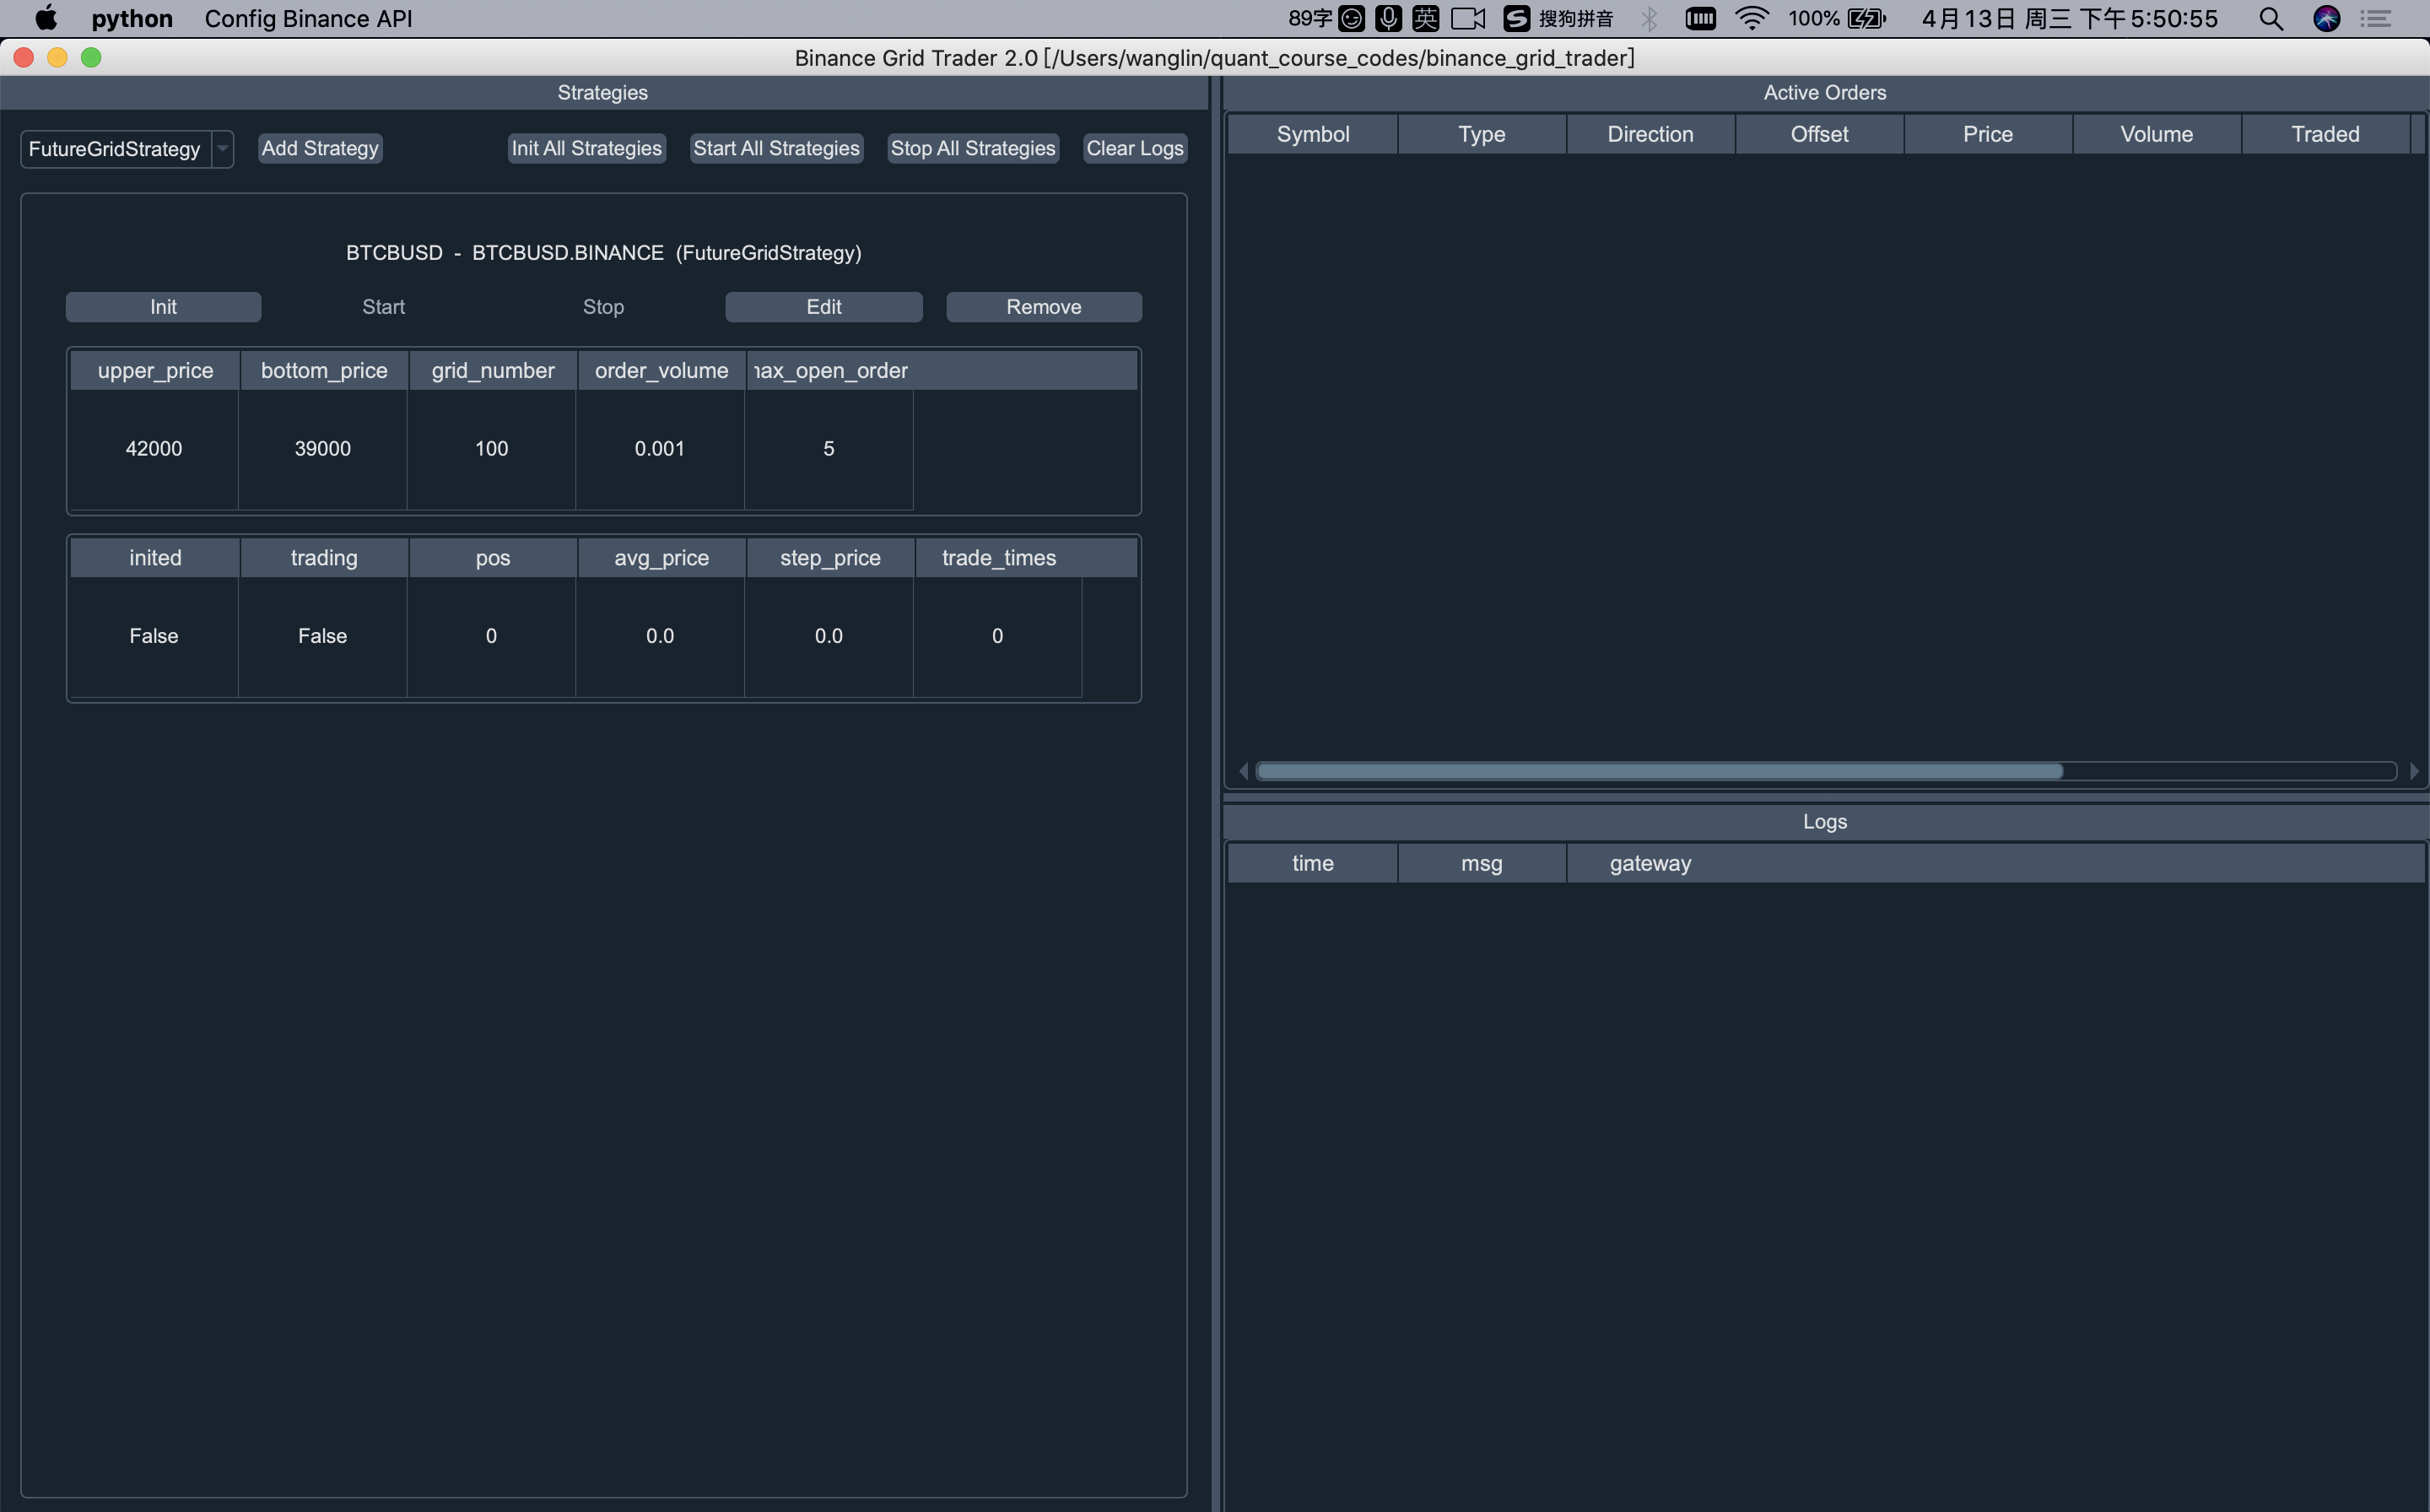 python Config Binance API 89字 英 S 搜狗拼音 100% 4月13日 周三 下午5:50:55
Binance Grid Trader 2.0 [/Users/wanglin/quant_course_codes/binance_grid_trader]
Strategies
FutureGridStrategy Add Strategy Init All Strategies Start All Strategies Stop All Strategies Clear Logs
BTCBUSD - BTCBUSD.BINANCE (FutureGridStrategy)
Init Start Stop Edit Remove
upper_price bottom_price grid_number order_volume max_open_order
42000 39000 100 0.001 5
inited trading pos avg_price step_price trade_times
False False 0 0.0 0.0 0
Active Orders
Symbol Type Direction Offset Price Volume Traded
Logs
time msg gateway